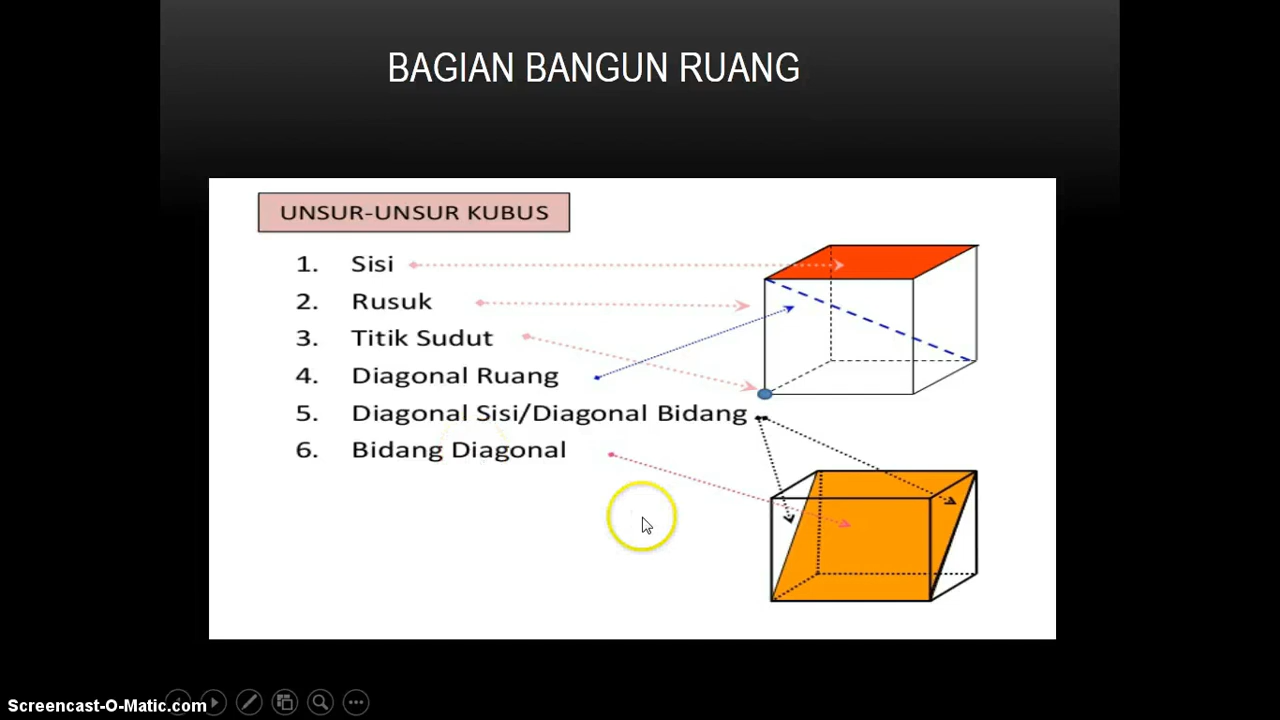 BAGIAN BANGUN RUANG
UNSUR-UNSUR KUBUS
1. Sisi
2. Rusuk
3. Titik Sudut
4. Diagonal Ruang
5. Diagonal Sisi/Diagonal Bidang
6. Bidang Diagonal
Screencast-O-Matic.com